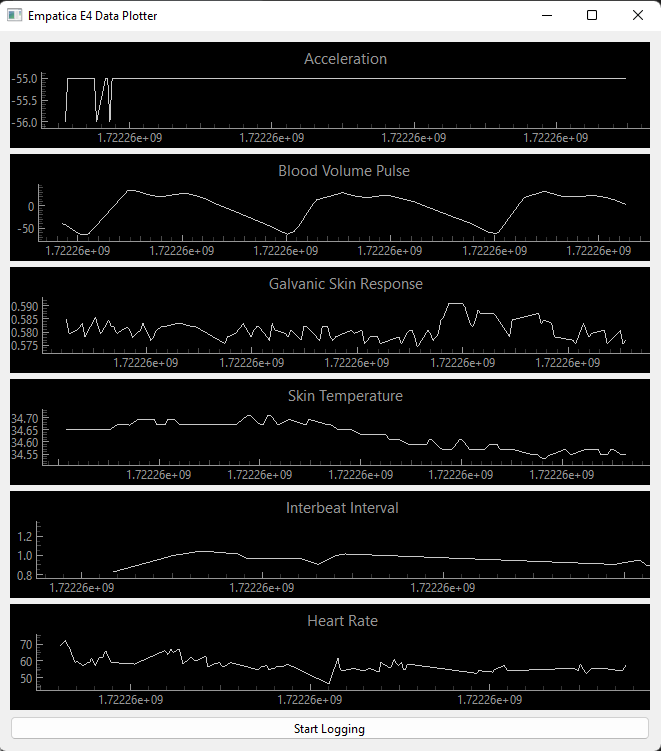 Empatica E4 Data Plotter
Acceleration
-55.0
-55.5
-56.0
1.72226e+09 1.72226e+09 1.72226e+09 1.72226e+09
Blood Volume Pulse
0
-50
1.72226e+09 1.72226e+09 1.72226e+09 1.72226e+09 1.72226e+09 1.72226e+09
Galvanic Skin Response
0.590
0.585
0.580
0.575
1.72226e+09 1.72226e+09 1.72226e+09 1.72226e+09 1.72226e+09
Skin Temperature
34.70
34.65
34.60
34.55
1.72226e+09 1.72226e+09 1.72226e+09 1.72226e+09 1.72226e+09
Interbeat Interval
1.2
1.0
0.8
1.72226e+09 1.72226e+09 1.72226e+09
Heart Rate
70
60
50
1.72226e+09 1.72226e+09 1.72226e+09
Start Logging